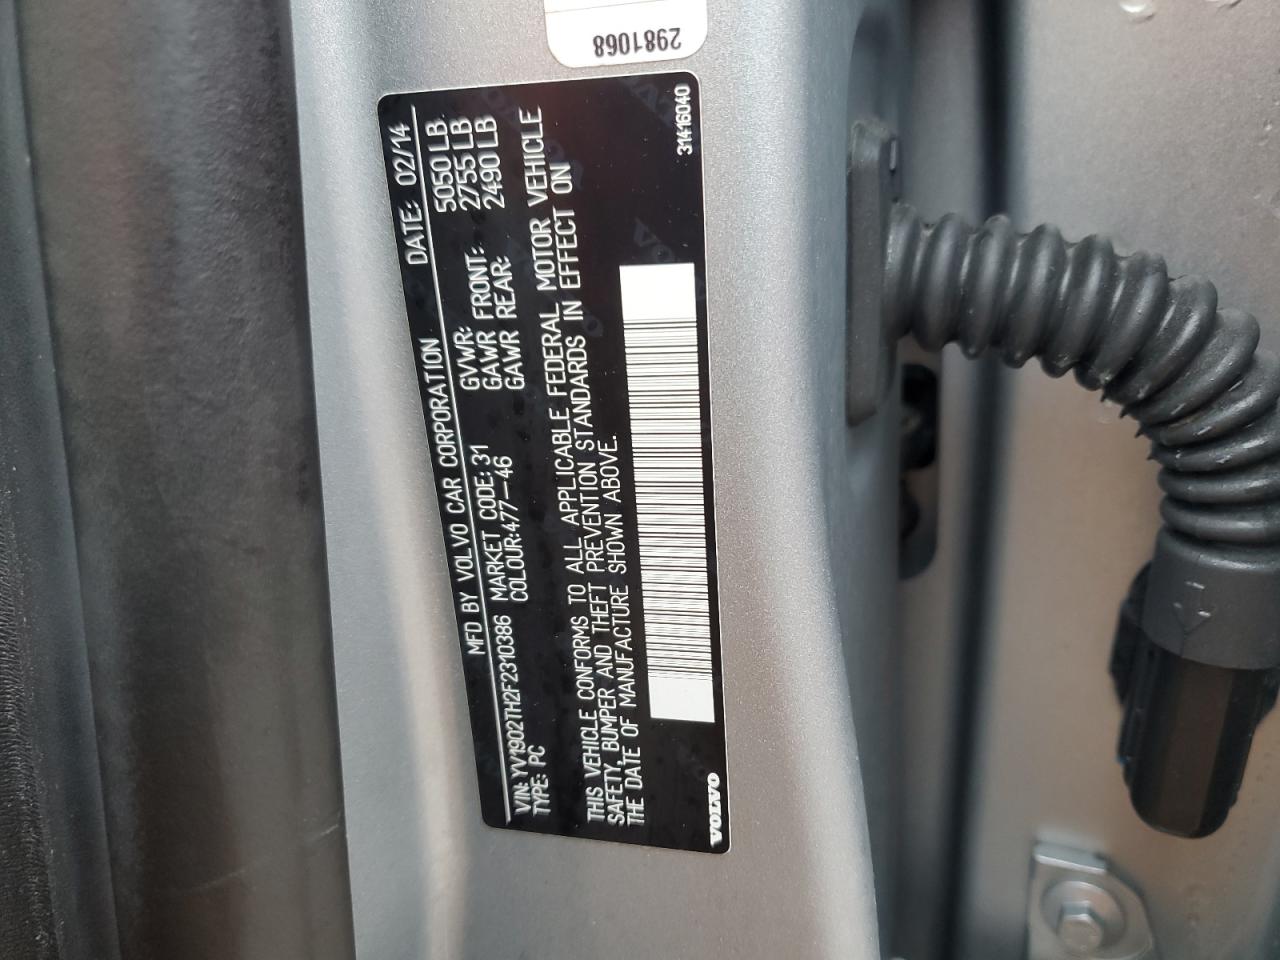 2981068
MFD BY VOLVO CAR CORPORATION DATE: 02/14
VIN: YV1902TH2F2310386 MARKET CODE: 31 GVWR: 5050 LB
TYPE: PC COLOUR: 477-46 GAWR FRONT: 2755 LB
GAWR REAR: 2490 LB
THIS VEHICLE CONFORMS TO ALL APPLICABLE FEDERAL MOTOR VEHICLE
SAFETY, BUMPER AND THEFT PREVENTION STANDARDS IN EFFECT ON
THE DATE OF MANUFACTURE SHOWN ABOVE.
VOLVO
31416040